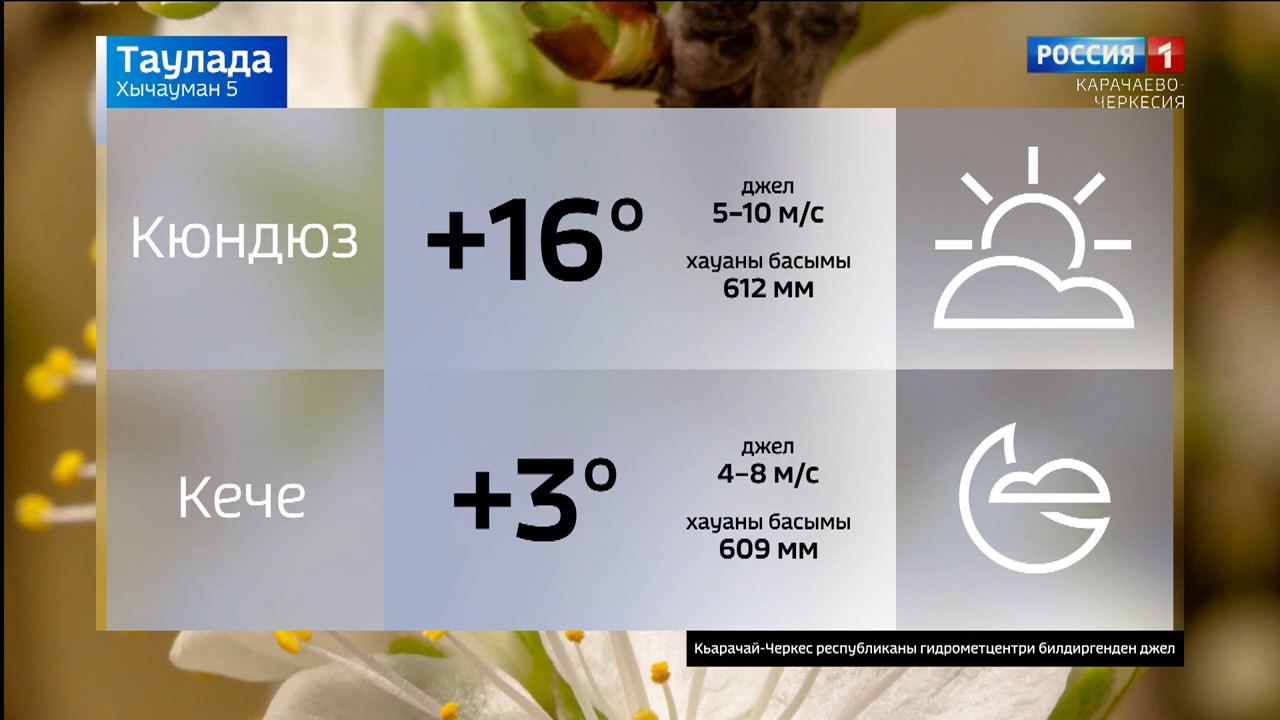 Таулада
Хычауман 5
РОССИЯ 1
КАРАЧАЕВО-
ЧЕРКЕСИЯ
Кюндюз
+16°
джел
5–10 м/с
хауаны басымы
612 мм
Кече
+3°
джел
4–8 м/с
хауаны басымы
609 мм
Кьарачай-Черкес республиканы гидрометцентри билдиргенден джел